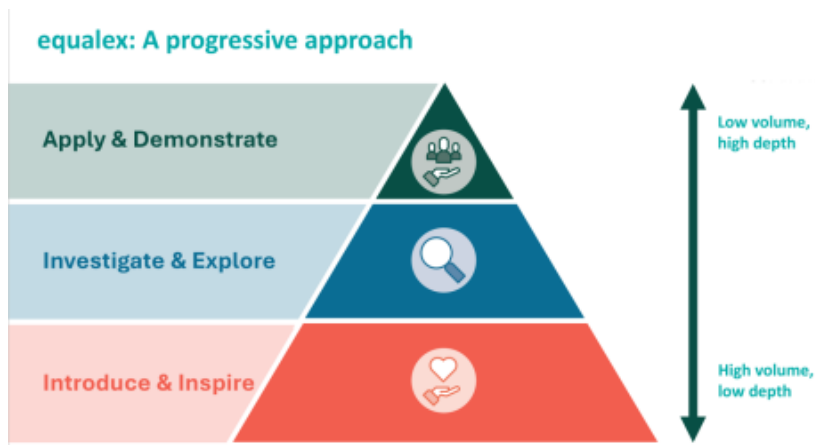 equalex: A progressive approach
Apply & Demonstrate
Low volume,
high depth
Investigate & Explore
Introduce & Inspire
High volume,
low depth